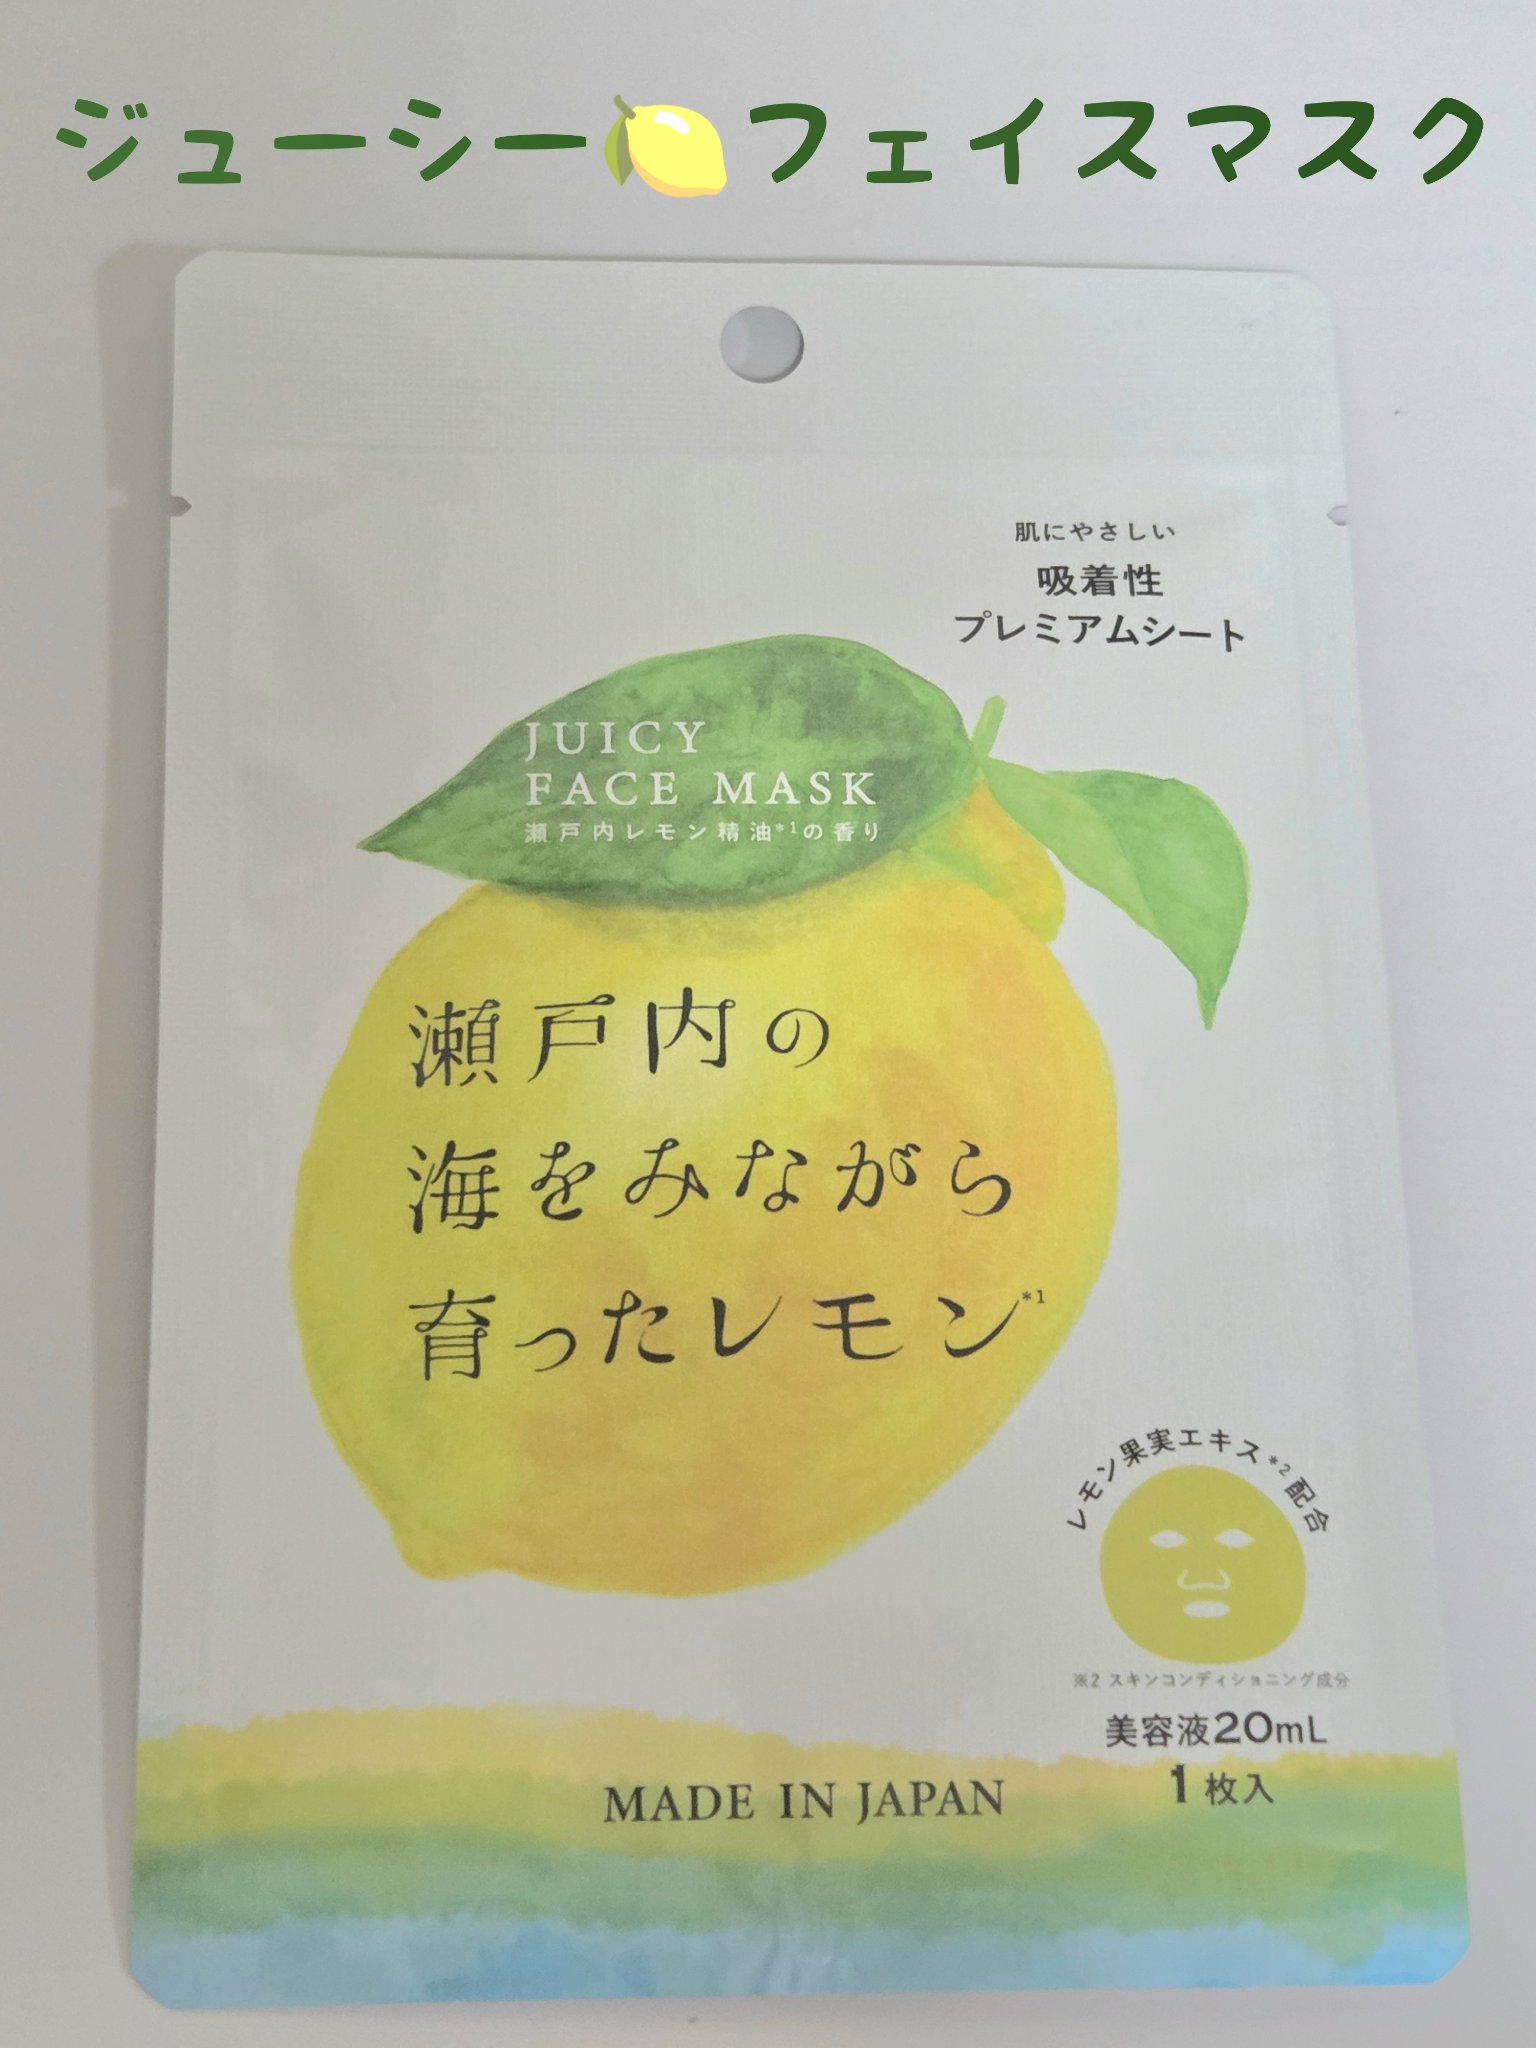 ジューシー🍋フェイスマスク
肌にやさしい
吸着性
プレミアムシート
JUICY
FACE MASK
瀬戸内レモン精油*1の香り
瀬戸内の
海をみながら
育ったレモン*1
レモン果実エキス*2配合
※2 スキンコンディショニング成分
美容液20mL
1枚入
MADE IN JAPAN